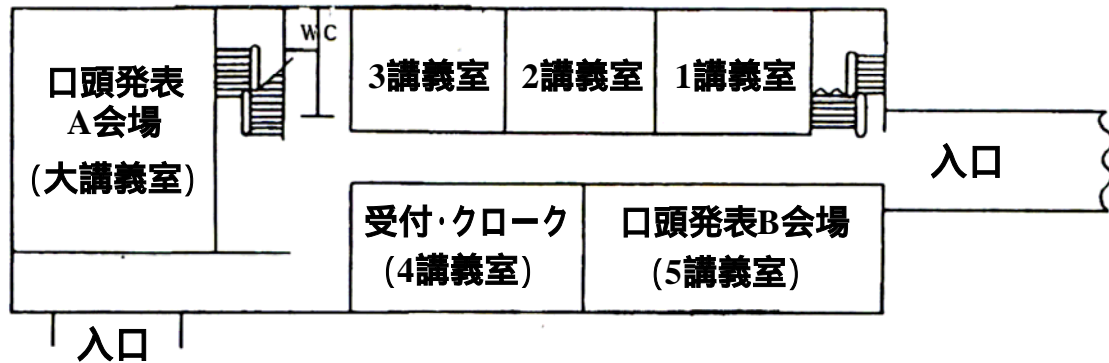 口頭発表
A会場
(大講義室)
WC
3講義室
2講義室
1講義室
入口
受付・クローク
(4講義室)
口頭発表B会場
(5講義室)
入口